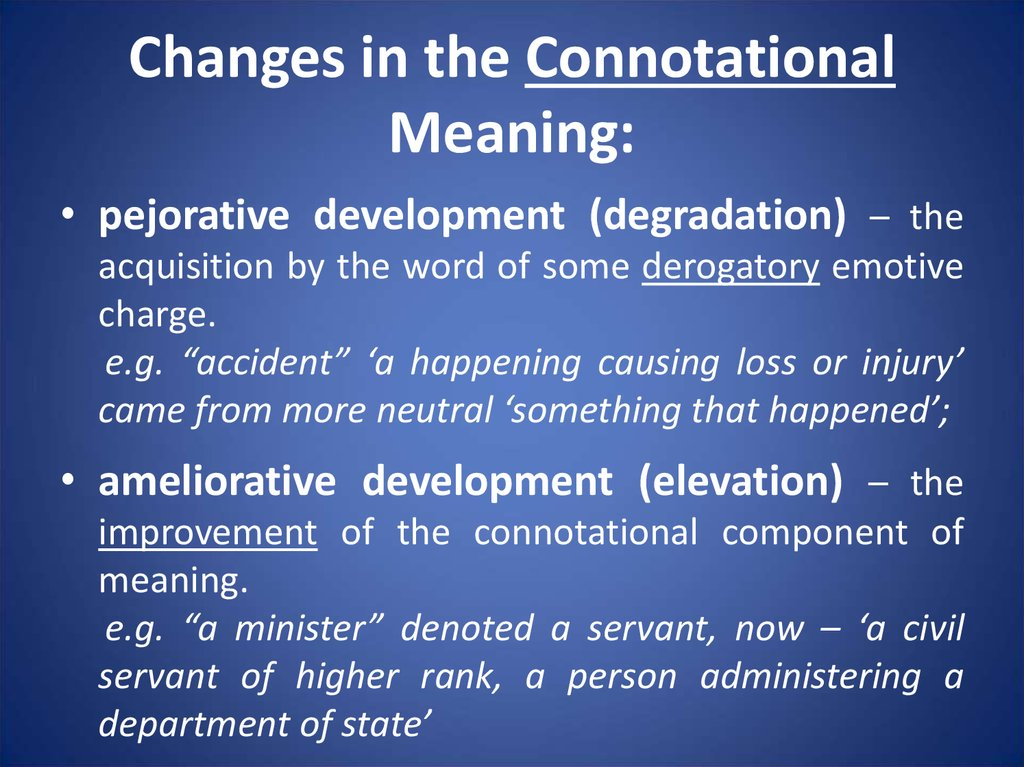 Changes in the Connotational
Meaning:
• pejorative development (degradation) – the
acquisition by the word of some derogatory emotive
charge.
e.g. “accident” ‘a happening causing loss or injury’
came from more neutral ‘something that happened’;
• ameliorative development (elevation) – the
improvement of the connotational component of
meaning.
e.g. “a minister” denoted a servant, now – ‘a civil
servant of higher rank, a person administering a
department of state’